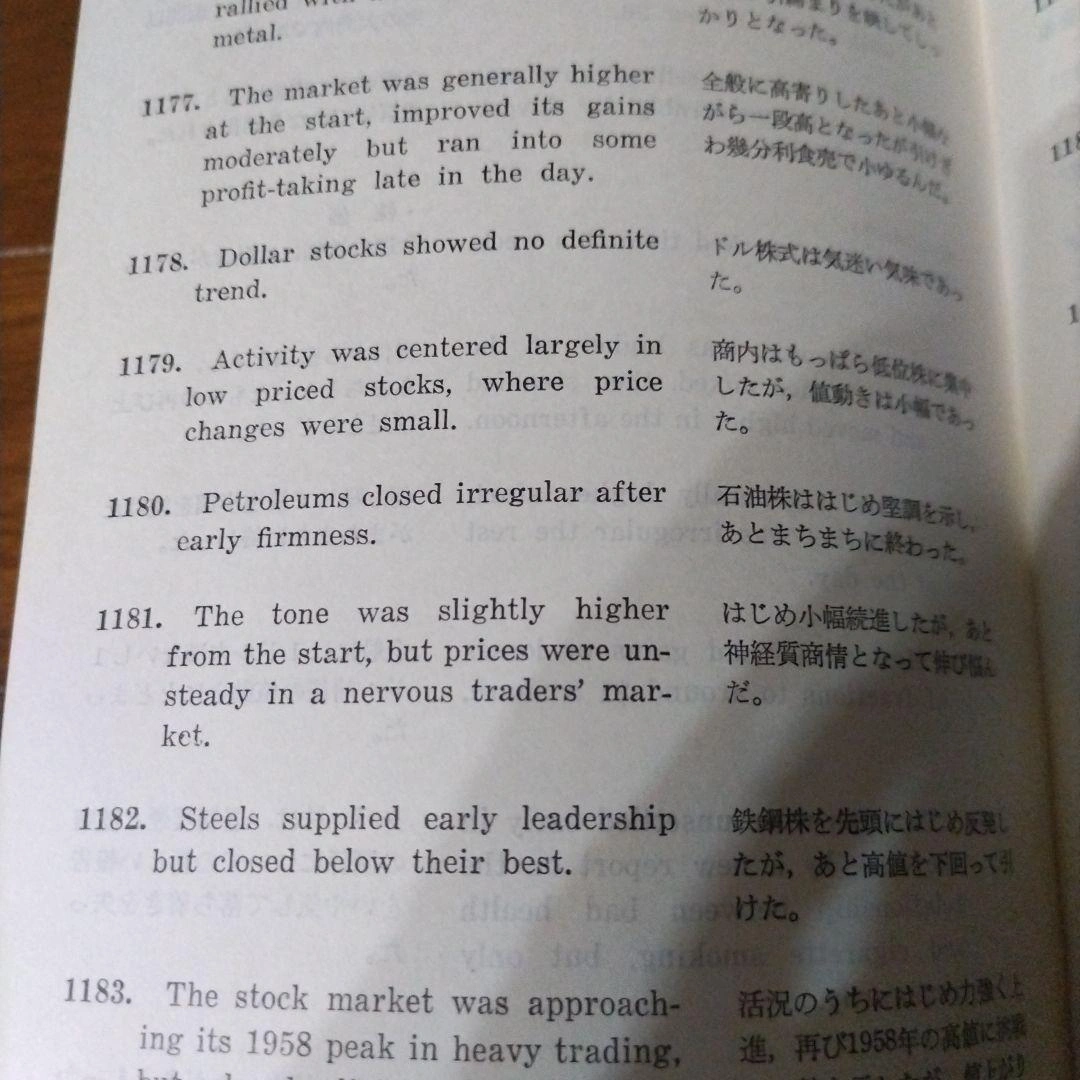 rallied with
metal.
かりとなった。
1177. The market was generally higher
at the start, improved its gains
moderately but ran into some
profit-taking late in the day.
全般に高寄りしたあと小幅な
がら一段高となったが引けぎ
わ幾分利食売で小ゆるんだ。
1178. Dollar stocks showed no definite
trend.
ドル株式は気迷い気味であっ
た。
1179. Activity was centered largely in
low priced stocks, where price
changes were small.
商内はもっぱら低位株に集中
したが，値動きは小幅であっ
た。
1180. Petroleums closed irregular after
early firmness.
石油株ははじめ堅調を示し，
あとまちまちに終わった。
1181. The tone was slightly higher
from the start, but prices were un-
steady in a nervous traders' mar-
ket.
はじめ小幅続進したが，あと
神経質商情となって伸び悩ん
だ。
1182. Steels supplied early leadership
but closed below their best.
鉄鋼株を先頭にはじめ反発し
たが，あと高値を下回って引
けた。
1183. The stock market was approach-
ing its 1958 peak in heavy trading,
活況のうちにはじめ力強く上
進，再び1958年の高値に